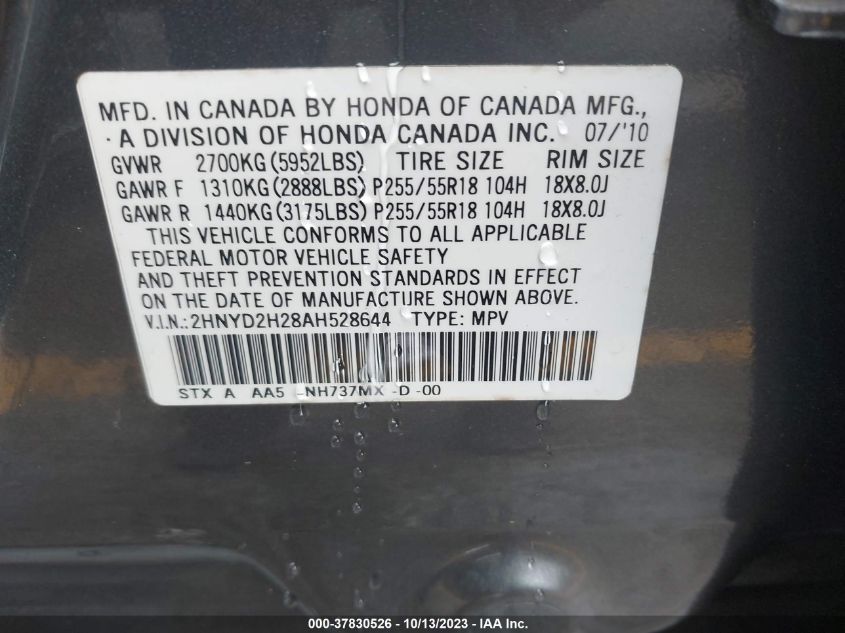 MFD. IN CANADA BY HONDA OF CANADA MFG.,
· A DIVISION OF HONDA CANADA INC. 07/'10
GVWR 2700KG(5952LBS) TIRE SIZE RIM SIZE
GAWR F 1310KG(2888LBS) P255/55R18 104H 18X8.0J
GAWR R 1440KG(3175LBS) P255/55R18 104H 18X8.0J
THIS VEHICLE CONFORMS TO ALL APPLICABLE
FEDERAL MOTOR VEHICLE SAFETY
AND THEFT PREVENTION STANDARDS IN EFFECT
ON THE DATE OF MANUFACTURE SHOWN ABOVE.
V.I.N.:2HNYD2H28AH528644 TYPE: MPV
STX A AA5 -NH737MX -D -00
000-37830526 - 10/13/2023 - IAA Inc.